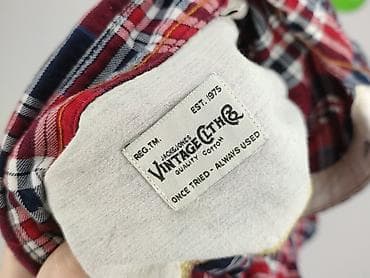 REG.TM. EST. 1975
JACK&JONES
VINTAGE CLTH Co
QUALITY COTTON
ONCE TRIED - ALWAYS USED